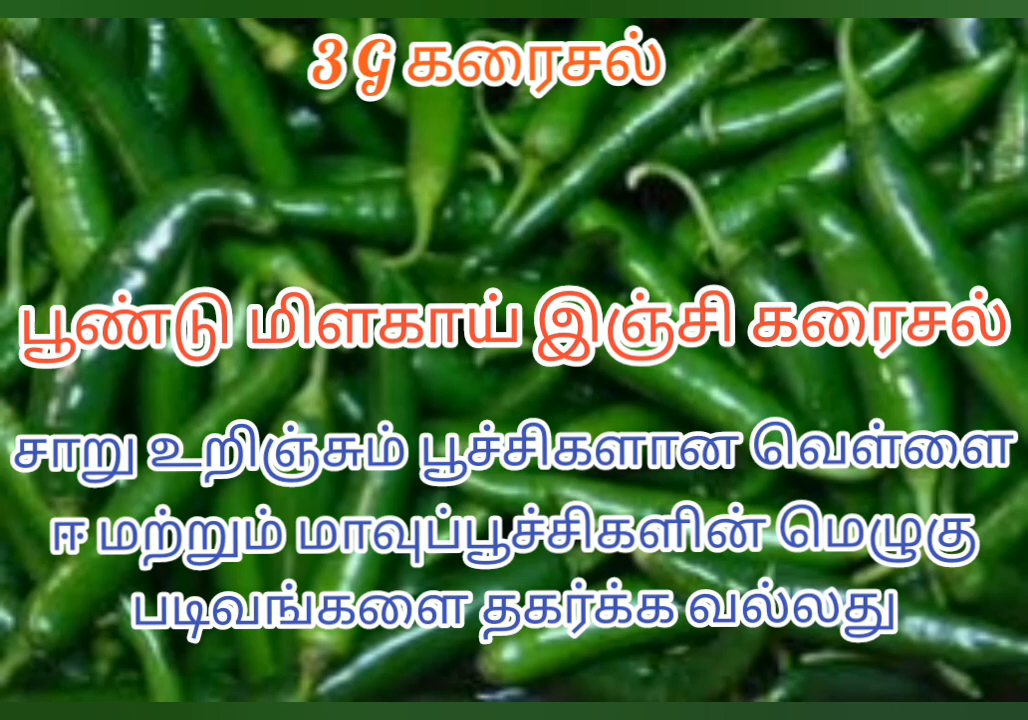 3 G கரைசல்
பூண்டு மிளகாய் இஞ்சி கரைசல்
சாறு உறிஞ்சும் பூச்சிகளான வெள்ளை
ஈ மற்றும் மாவுப்பூச்சிகளின் மெழுகு
படிவங்களை தகர்க்க வல்லது